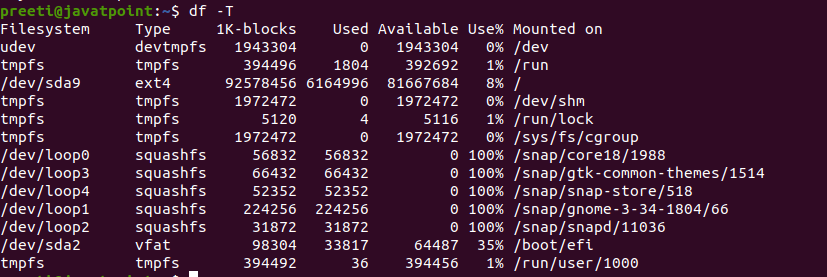 preeti@javatpoint:~$ df -T
Filesystem     Type     1K-blocks    Used Available Use% Mounted on
udev           devtmpfs   1943304       0   1943304   0% /dev
tmpfs          tmpfs       394496    1804    392692   1% /run
/dev/sda9      ext4      92578456 6164996  81667684   8% /
tmpfs          tmpfs      1972472       0   1972472   0% /dev/shm
tmpfs          tmpfs         5120       4      5116   1% /run/lock
tmpfs          tmpfs      1972472       0   1972472   0% /sys/fs/cgroup
/dev/loop0     squashfs     56832   56832         0 100% /snap/core18/1988
/dev/loop3     squashfs     66432   66432         0 100% /snap/gtk-common-themes/1514
/dev/loop4     squashfs     52352   52352         0 100% /snap/snap-store/518
/dev/loop1     squashfs    224256  224256         0 100% /snap/gnome-3-34-1804/66
/dev/loop2     squashfs     31872   31872         0 100% /snap/snapd/11036
/dev/sda2      vfat         98304   33817     64487  35% /boot/efi
tmpfs          tmpfs       394492      36    394456   1% /run/user/1000